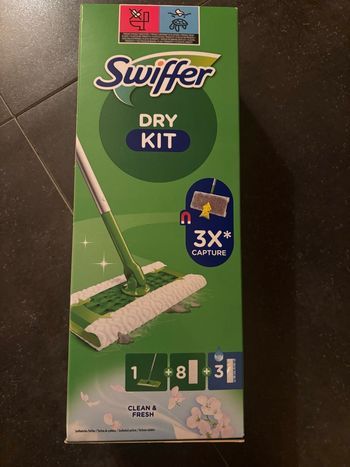 Swiffer
DRY
KIT
3X*
CAPTURE
1 + 8 + 3
CLEAN &
FRESH